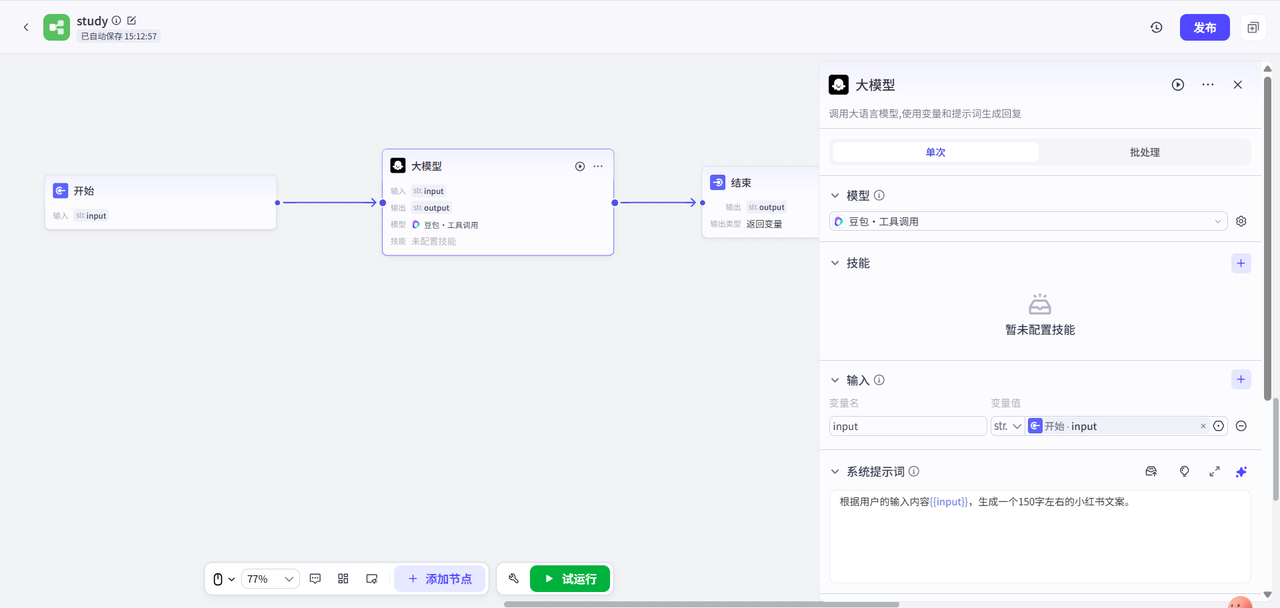 study
已自动保存 15:12:57
发布
开始
输入 str. input
大模型
输入 str. input
输出 str. output
模型 豆包・工具调用
技能 未配置技能
结束
输出 str. output
输出类型 返回变量
77%
添加节点
试运行
大模型
调用大语言模型,使用变量和提示词生成回复
单次 批处理
模型
豆包・工具调用
技能
暂未配置技能
输入
变量名 变量值
input str. 开始 - input
系统提示词
根据用户的输入内容{{input}}，生成一个150字左右的小红书文案。